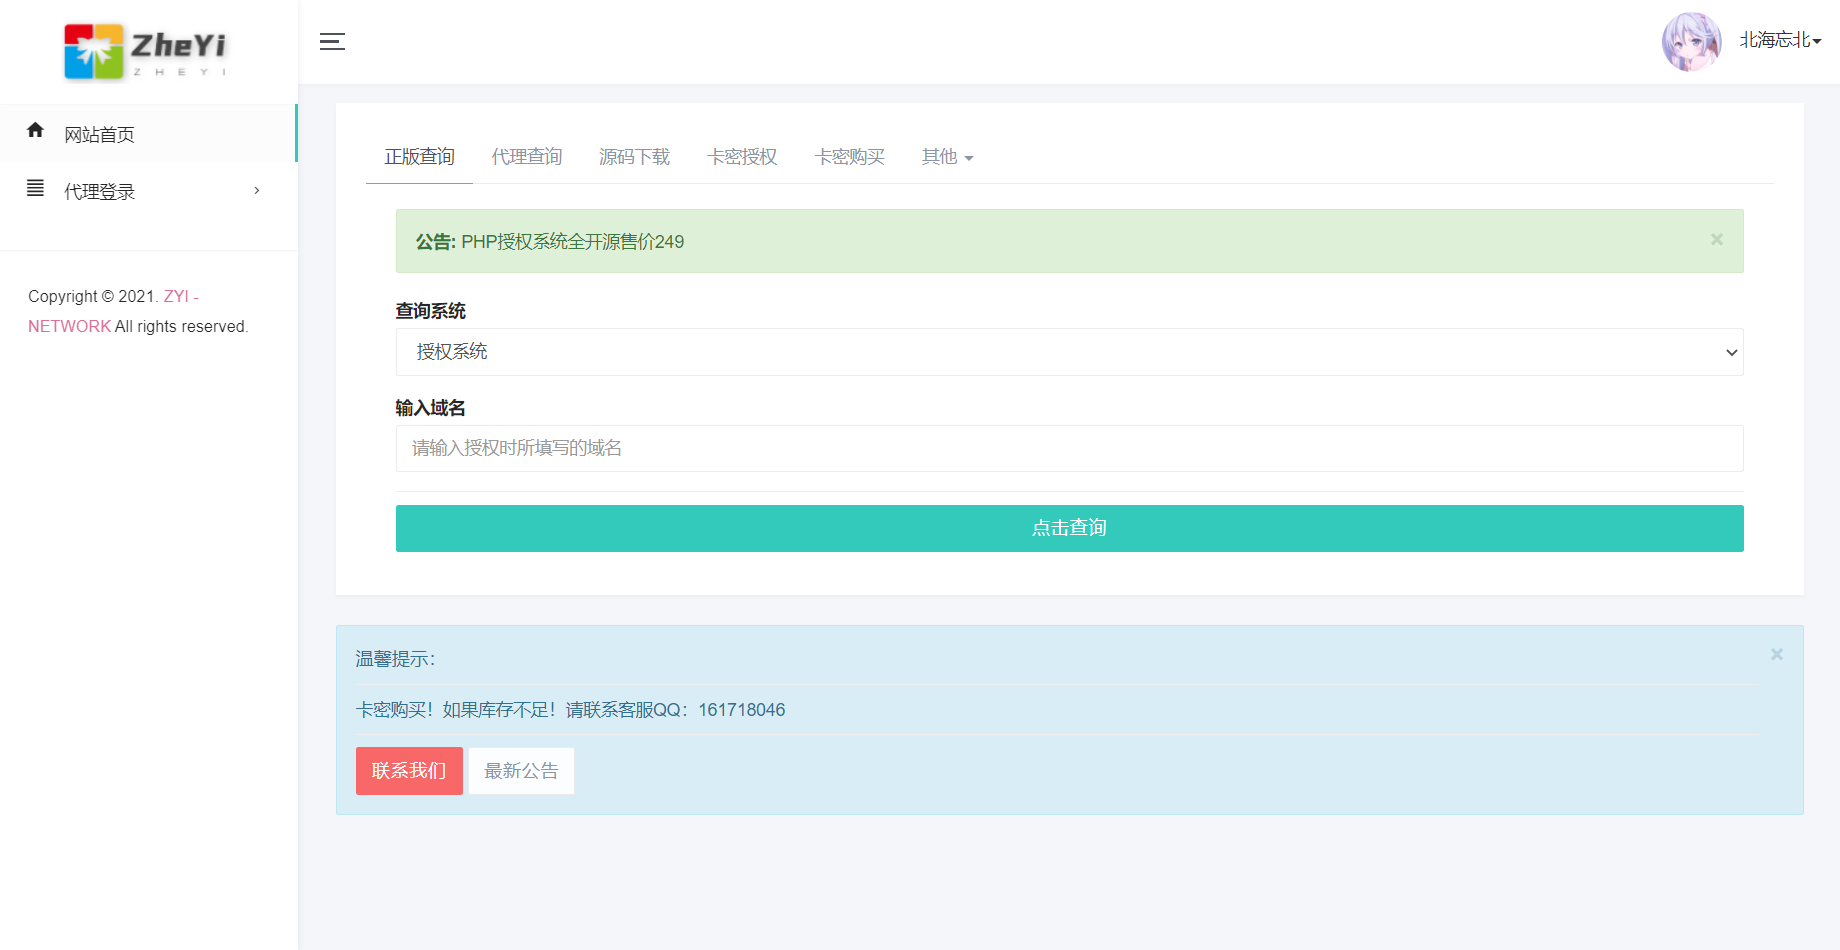 ZheYi
ZHEYI
北海忘北
网站首页
代理登录
Copyright © 2021. ZYI -
NETWORK All rights reserved.
正版查询 代理查询 源码下载 卡密授权 卡密购买 其他
公告: PHP授权系统全开源售价249
×
查询系统
授权系统
输入域名
请输入授权时所填写的域名
点击查询
温馨提示：
×
卡密购买！如果库存不足！请联系客服QQ：161718046
联系我们 最新公告